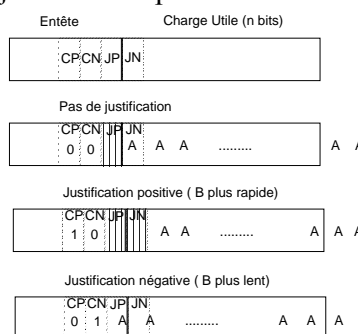 Entête Charge Utile (n bits)
CP CN JP JN
Pas de justification
CP CN JP JN
0 0 A A A ......... A A
Justification positive ( B plus rapide)
CP CN JP JN
1 0 A A ......... A A A
Justification négative ( B plus lent)
CP CN JP JN
0 1 A A ......... A A A